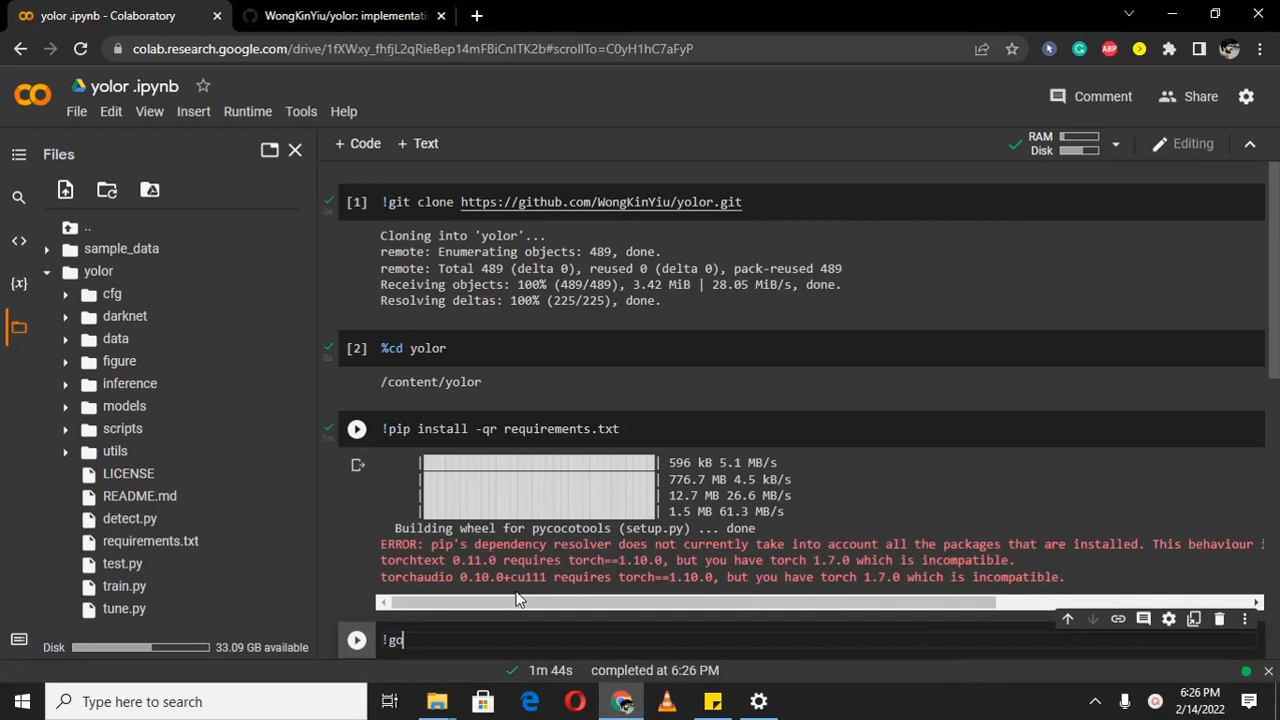 yolor .ipynb - Colaboratory
WongKinYiu/yolor: implementati
colab.research.google.com/drive/1fXWxy_fhfjL2qRieBep14mFBiCnITK2b#scrollTo=C0yH1hC7aFyP
ABP
yolor .ipynb
Comment
Share
File Edit View Insert Runtime Tools Help
Files
+ Code + Text
RAM
Disk
Editing
..
sample_data
yolor
cfg
darknet
data
figure
inference
models
scripts
utils
LICENSE
README.md
detect.py
requirements.txt
test.py
train.py
tune.py
Disk 33.09 GB available
[1] !git clone https://github.com/WongKinYiu/yolor.git
3s
Cloning into 'yolor'...
remote: Enumerating objects: 489, done.
remote: Total 489 (delta 0), reused 0 (delta 0), pack-reused 489
Receiving objects: 100% (489/489), 3.42 MiB | 28.05 MiB/s, done.
Resolving deltas: 100% (225/225), done.
[2] %cd yolor
0s
/content/yolor
!pip install -qr requirements.txt
1m
| 596 kB 5.1 MB/s
| 776.7 MB 4.5 kB/s
| 12.7 MB 26.6 MB/s
| 1.5 MB 61.3 MB/s
Building wheel for pycocotools (setup.py) ... done
ERROR: pip's dependency resolver does not currently take into account all the packages that are installed. This behaviour i
torchtext 0.11.0 requires torch==1.10.0, but you have torch 1.7.0 which is incompatible.
torchaudio 0.10.0+cu111 requires torch==1.10.0, but you have torch 1.7.0 which is incompatible.
!gc
1m 44s completed at 6:26 PM
Type here to search
6:26 PM
2/14/2022